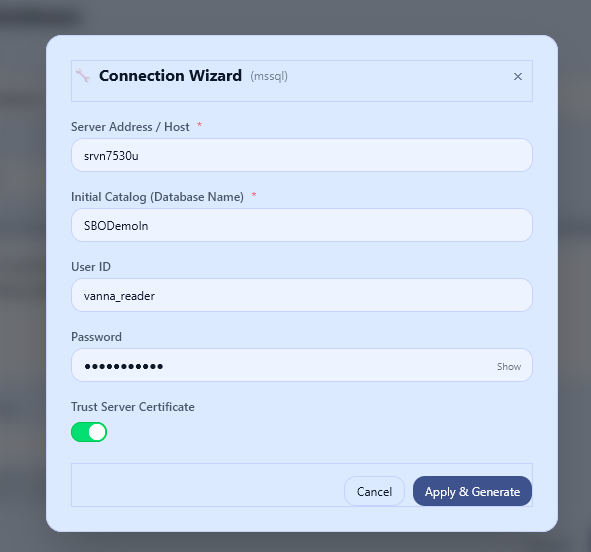 Connection Wizard (mssql) ×
Server Address / Host *
srvn7530u
Initial Catalog (Database Name) *
SBODemoIn
User ID
vanna_reader
Password
●●●●●●●●●●● Show
Trust Server Certificate
Cancel Apply & Generate